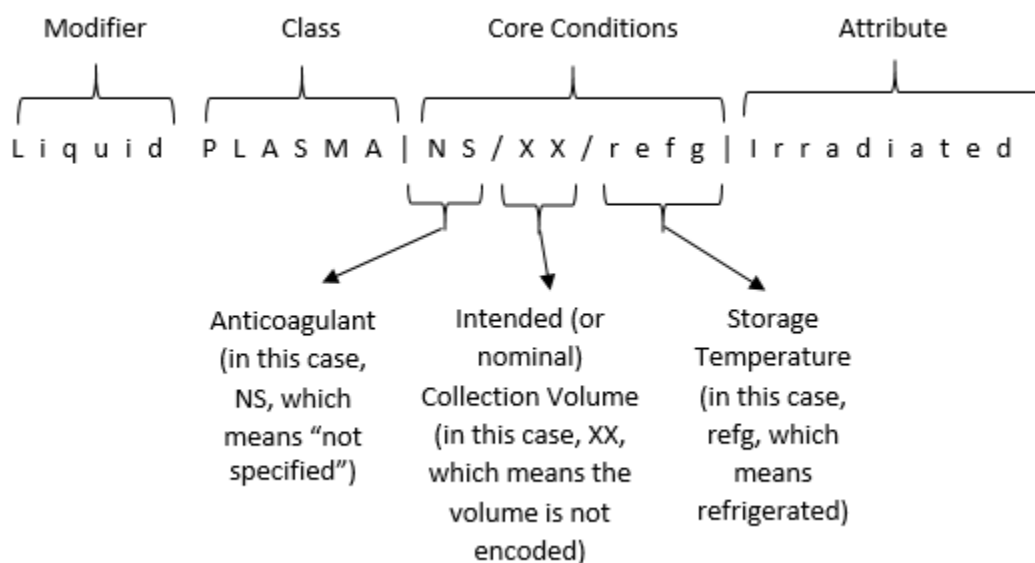 Modifier Class Core Conditions Attribute
Liquid PLASMA|NS/XX/refg|Irradiated
Anticoagulant
(in this case,
NS, which
means “not
specified”)
Intended (or
nominal)
Collection Volume
(in this case, XX,
which means the
volume is not
encoded)
Storage
Temperature
(in this case,
refg, which
means
refrigerated)